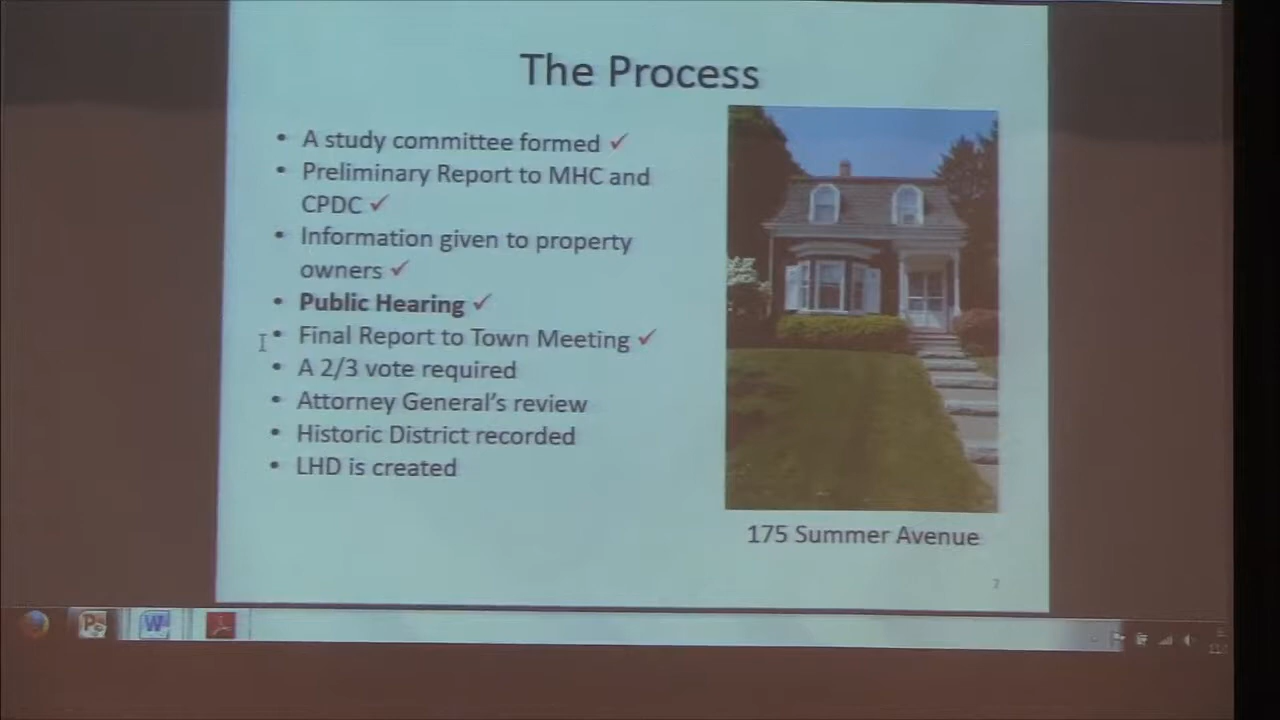 The Process
• A study committee formed ✓
• Preliminary Report to MHC and
CPDC ✓
• Information given to property
owners ✓
• Public Hearing ✓
• Final Report to Town Meeting ✓
• A 2/3 vote required
• Attorney General's review
• Historic District recorded
• LHD is created
175 Summer Avenue
7